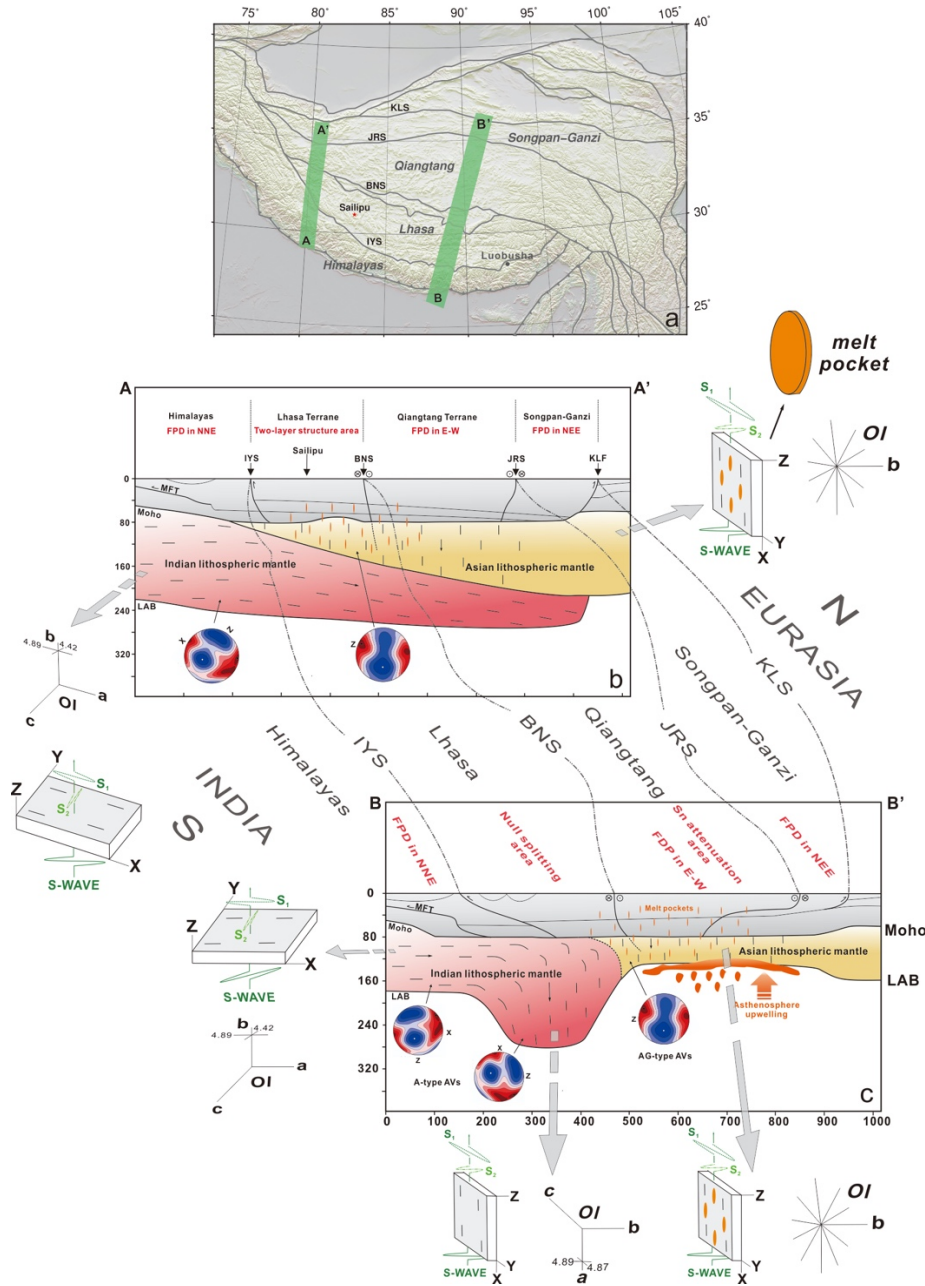 40°
A'
KLS
B'
35°
JRS
Songpan-Ganzi
Qiangtang
BNS
Sailipu
30°
Lhasa
A
IYS
Luobusha
Himalayas
B
25°
a
75° 80° 85° 90° 95° 100°
melt
pocket
A A'
Himalayas Lhasa Terrane Qiangtang Terrane Songpan-Ganzi
FPD in NNE Two-layer structure area FPD in E-W FPD in NEE
IYS Sailipu BNS JRS KLF
0
←MFT
Moho
80
160
LAB
240
320
Indian lithospheric mantle
Asian lithospheric mantle
X
Z
b
S₁
S₂
Z
Y
X
S-WAVE
Ol
b
b
4.89 4.42
Ol a
c
N
EURASIA
KLS
Songpan-Ganzi
JRS
Qiangtang
BNS
Lhasa
IYS
Himalayas
INDIA
S
Y
S₁
Z
S₂
X
S-WAVE
Y
S₁
S₂
Z
X
S-WAVE
b
4.89 4.42
a
Ol
c
B B'
FPD in NNE
Null splitting
area
Sn attenuation
area
FDP in E-W
FPD in NEE
0
←MFT
Melt pockets
Moho
80
160
LAB
240
320
Moho
LAB
Indian lithospheric mantle
Asian lithospheric mantle
Asthenosphere
upwelling
X
Z
X
Z
Z
A-type AVs
AG-type AVs
C
0 100 200 300 400 500 600 700 800 900 1000
S₁
S₂
Z
Y
X
S-WAVE
c
Ol
b
4.89 4.87
a
S₁
S₂
Z
Y
X
S-WAVE
Ol
b